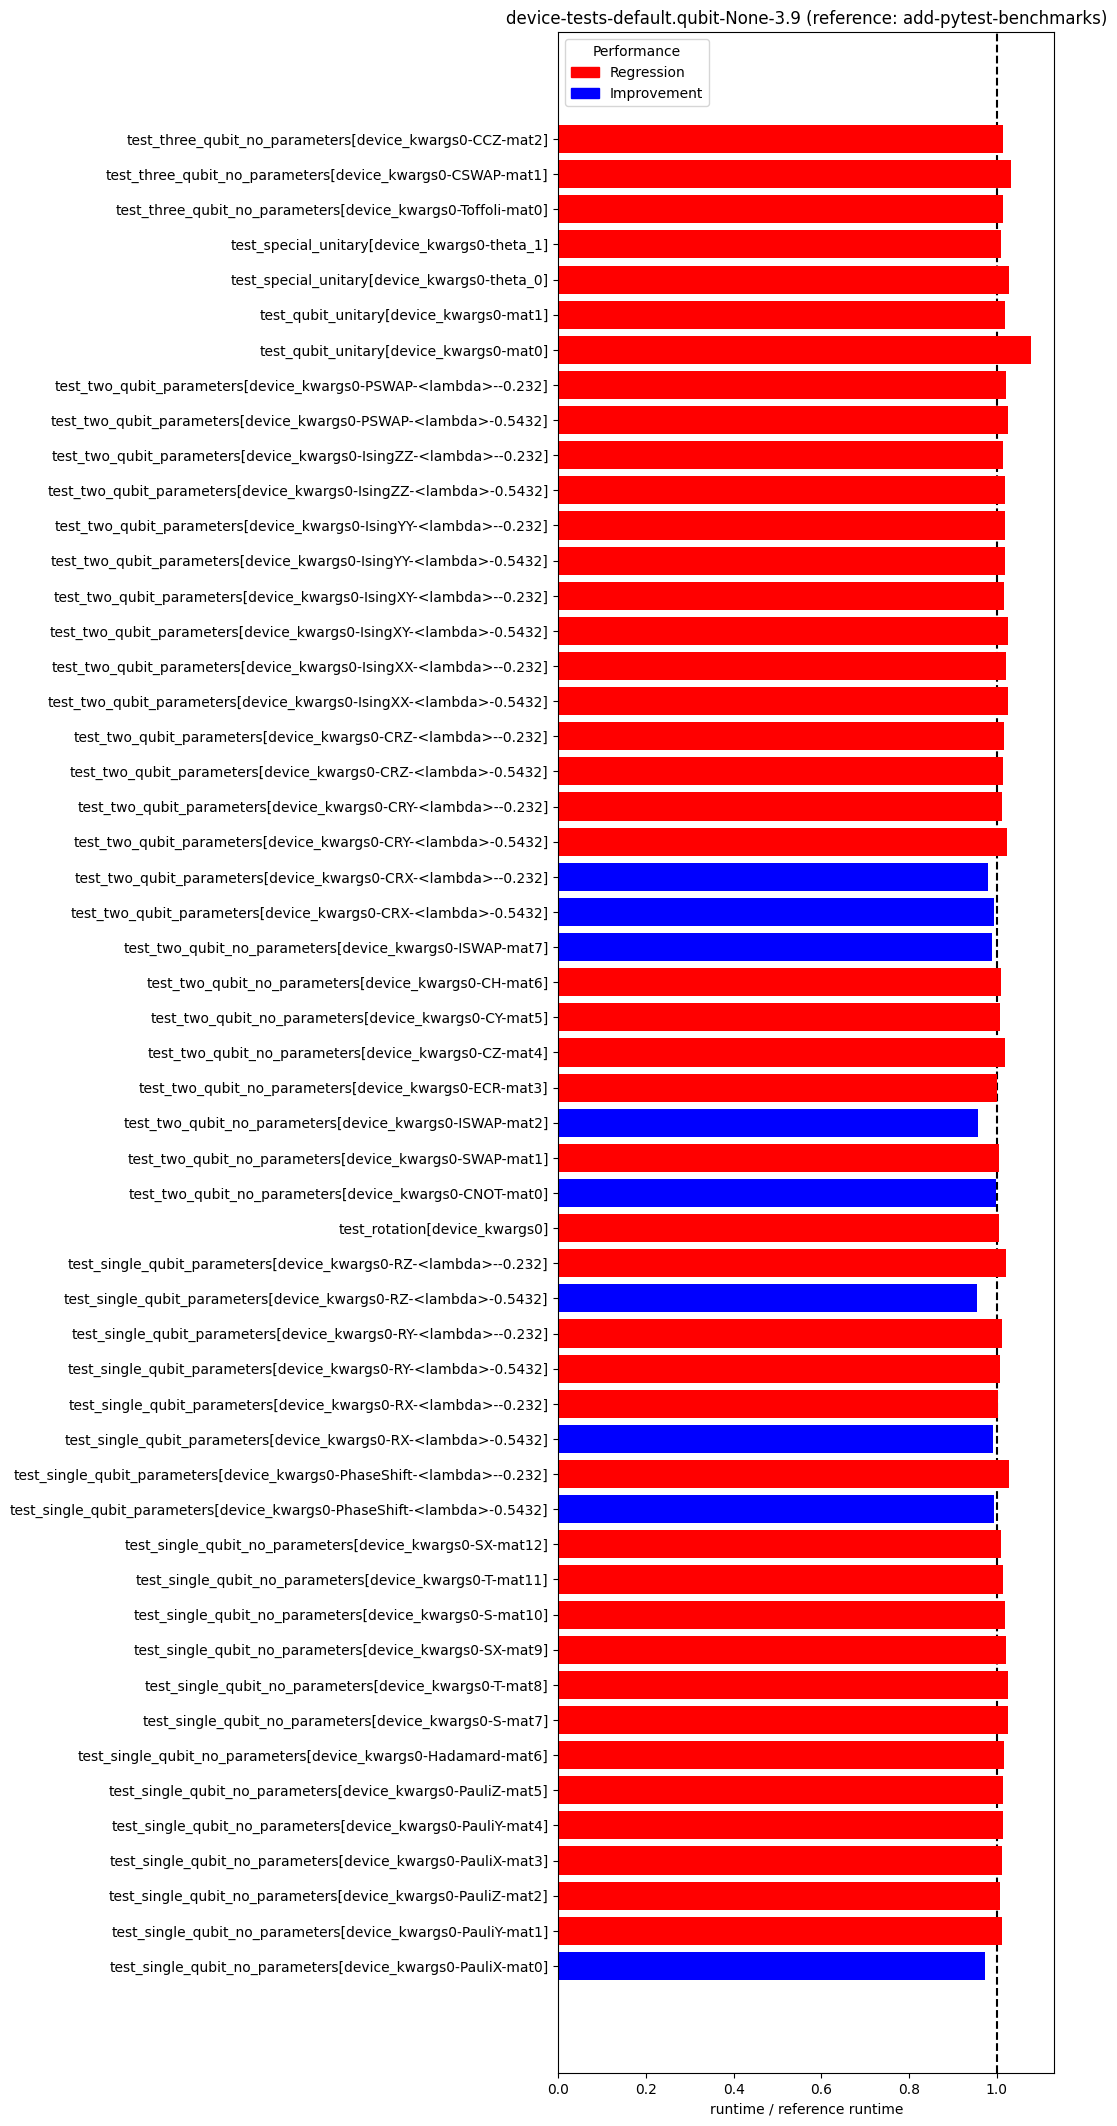 device-tests-default.qubit-None-3.9 (reference: add-pytest-benchmarks)
Performance
Regression
Improvement
test_three_qubit_no_parameters[device_kwargs0-CCZ-mat2]
test_three_qubit_no_parameters[device_kwargs0-CSWAP-mat1]
test_three_qubit_no_parameters[device_kwargs0-Toffoli-mat0]
test_special_unitary[device_kwargs0-theta_1]
test_special_unitary[device_kwargs0-theta_0]
test_qubit_unitary[device_kwargs0-mat1]
test_qubit_unitary[device_kwargs0-mat0]
test_two_qubit_parameters[device_kwargs0-PSWAP-<lambda>--0.232]
test_two_qubit_parameters[device_kwargs0-PSWAP-<lambda>-0.5432]
test_two_qubit_parameters[device_kwargs0-IsingZZ-<lambda>--0.232]
test_two_qubit_parameters[device_kwargs0-IsingZZ-<lambda>-0.5432]
test_two_qubit_parameters[device_kwargs0-IsingYY-<lambda>--0.232]
test_two_qubit_parameters[device_kwargs0-IsingYY-<lambda>-0.5432]
test_two_qubit_parameters[device_kwargs0-IsingXY-<lambda>--0.232]
test_two_qubit_parameters[device_kwargs0-IsingXY-<lambda>-0.5432]
test_two_qubit_parameters[device_kwargs0-IsingXX-<lambda>--0.232]
test_two_qubit_parameters[device_kwargs0-IsingXX-<lambda>-0.5432]
test_two_qubit_parameters[device_kwargs0-CRZ-<lambda>--0.232]
test_two_qubit_parameters[device_kwargs0-CRZ-<lambda>-0.5432]
test_two_qubit_parameters[device_kwargs0-CRY-<lambda>--0.232]
test_two_qubit_parameters[device_kwargs0-CRY-<lambda>-0.5432]
test_two_qubit_parameters[device_kwargs0-CRX-<lambda>--0.232]
test_two_qubit_parameters[device_kwargs0-CRX-<lambda>-0.5432]
test_two_qubit_no_parameters[device_kwargs0-ISWAP-mat7]
test_two_qubit_no_parameters[device_kwargs0-CH-mat6]
test_two_qubit_no_parameters[device_kwargs0-CY-mat5]
test_two_qubit_no_parameters[device_kwargs0-CZ-mat4]
test_two_qubit_no_parameters[device_kwargs0-ECR-mat3]
test_two_qubit_no_parameters[device_kwargs0-ISWAP-mat2]
test_two_qubit_no_parameters[device_kwargs0-SWAP-mat1]
test_two_qubit_no_parameters[device_kwargs0-CNOT-mat0]
test_rotation[device_kwargs0]
test_single_qubit_parameters[device_kwargs0-RZ-<lambda>--0.232]
test_single_qubit_parameters[device_kwargs0-RZ-<lambda>-0.5432]
test_single_qubit_parameters[device_kwargs0-RY-<lambda>--0.232]
test_single_qubit_parameters[device_kwargs0-RY-<lambda>-0.5432]
test_single_qubit_parameters[device_kwargs0-RX-<lambda>--0.232]
test_single_qubit_parameters[device_kwargs0-RX-<lambda>-0.5432]
test_single_qubit_parameters[device_kwargs0-PhaseShift-<lambda>--0.232]
test_single_qubit_parameters[device_kwargs0-PhaseShift-<lambda>-0.5432]
test_single_qubit_no_parameters[device_kwargs0-SX-mat12]
test_single_qubit_no_parameters[device_kwargs0-T-mat11]
test_single_qubit_no_parameters[device_kwargs0-S-mat10]
test_single_qubit_no_parameters[device_kwargs0-SX-mat9]
test_single_qubit_no_parameters[device_kwargs0-T-mat8]
test_single_qubit_no_parameters[device_kwargs0-S-mat7]
test_single_qubit_no_parameters[device_kwargs0-Hadamard-mat6]
test_single_qubit_no_parameters[device_kwargs0-PauliZ-mat5]
test_single_qubit_no_parameters[device_kwargs0-PauliY-mat4]
test_single_qubit_no_parameters[device_kwargs0-PauliX-mat3]
test_single_qubit_no_parameters[device_kwargs0-PauliZ-mat2]
test_single_qubit_no_parameters[device_kwargs0-PauliY-mat1]
test_single_qubit_no_parameters[device_kwargs0-PauliX-mat0]
0.0 0.2 0.4 0.6 0.8 1.0
runtime / reference runtime